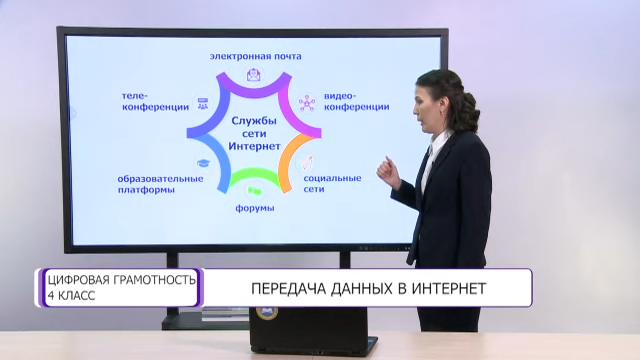 электронная почта
теле-
конференции
видео-
конференции
Службы
сети
Интернет
образовательные
платформы
социальные
сети
форумы
ЦИФРОВАЯ ГРАМОТНОСТЬ
4 КЛАСС
ПЕРЕДАЧА ДАННЫХ В ИНТЕРНЕТ